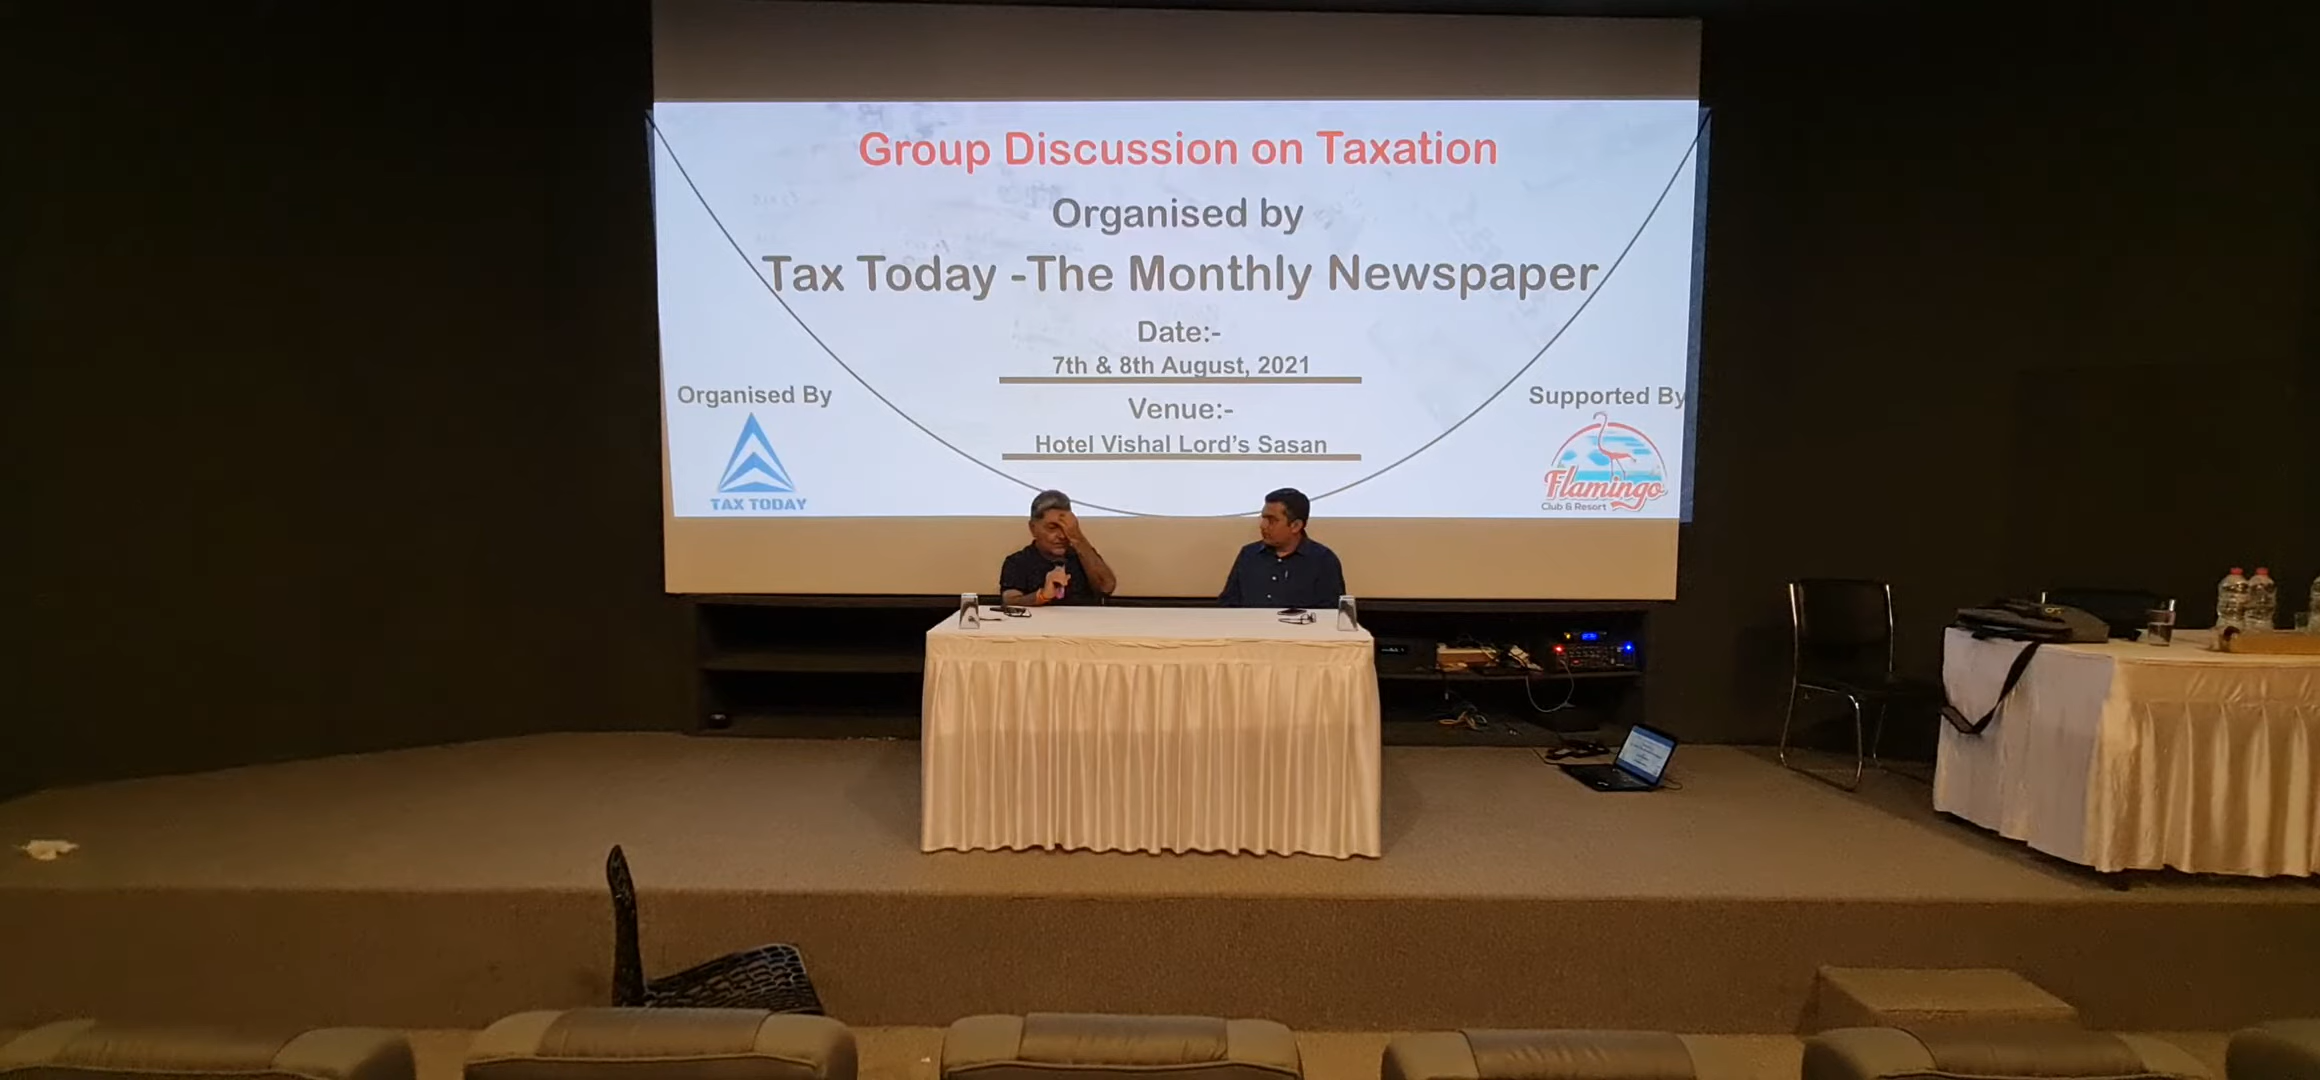 Group Discussion on Taxation
Organised by
Tax Today -The Monthly Newspaper
Date:-
7th & 8th August, 2021
Venue:-
Hotel Vishal Lord's Sasan
Organised By
TAX TODAY
Supported By
Flamingo
Club & Resort